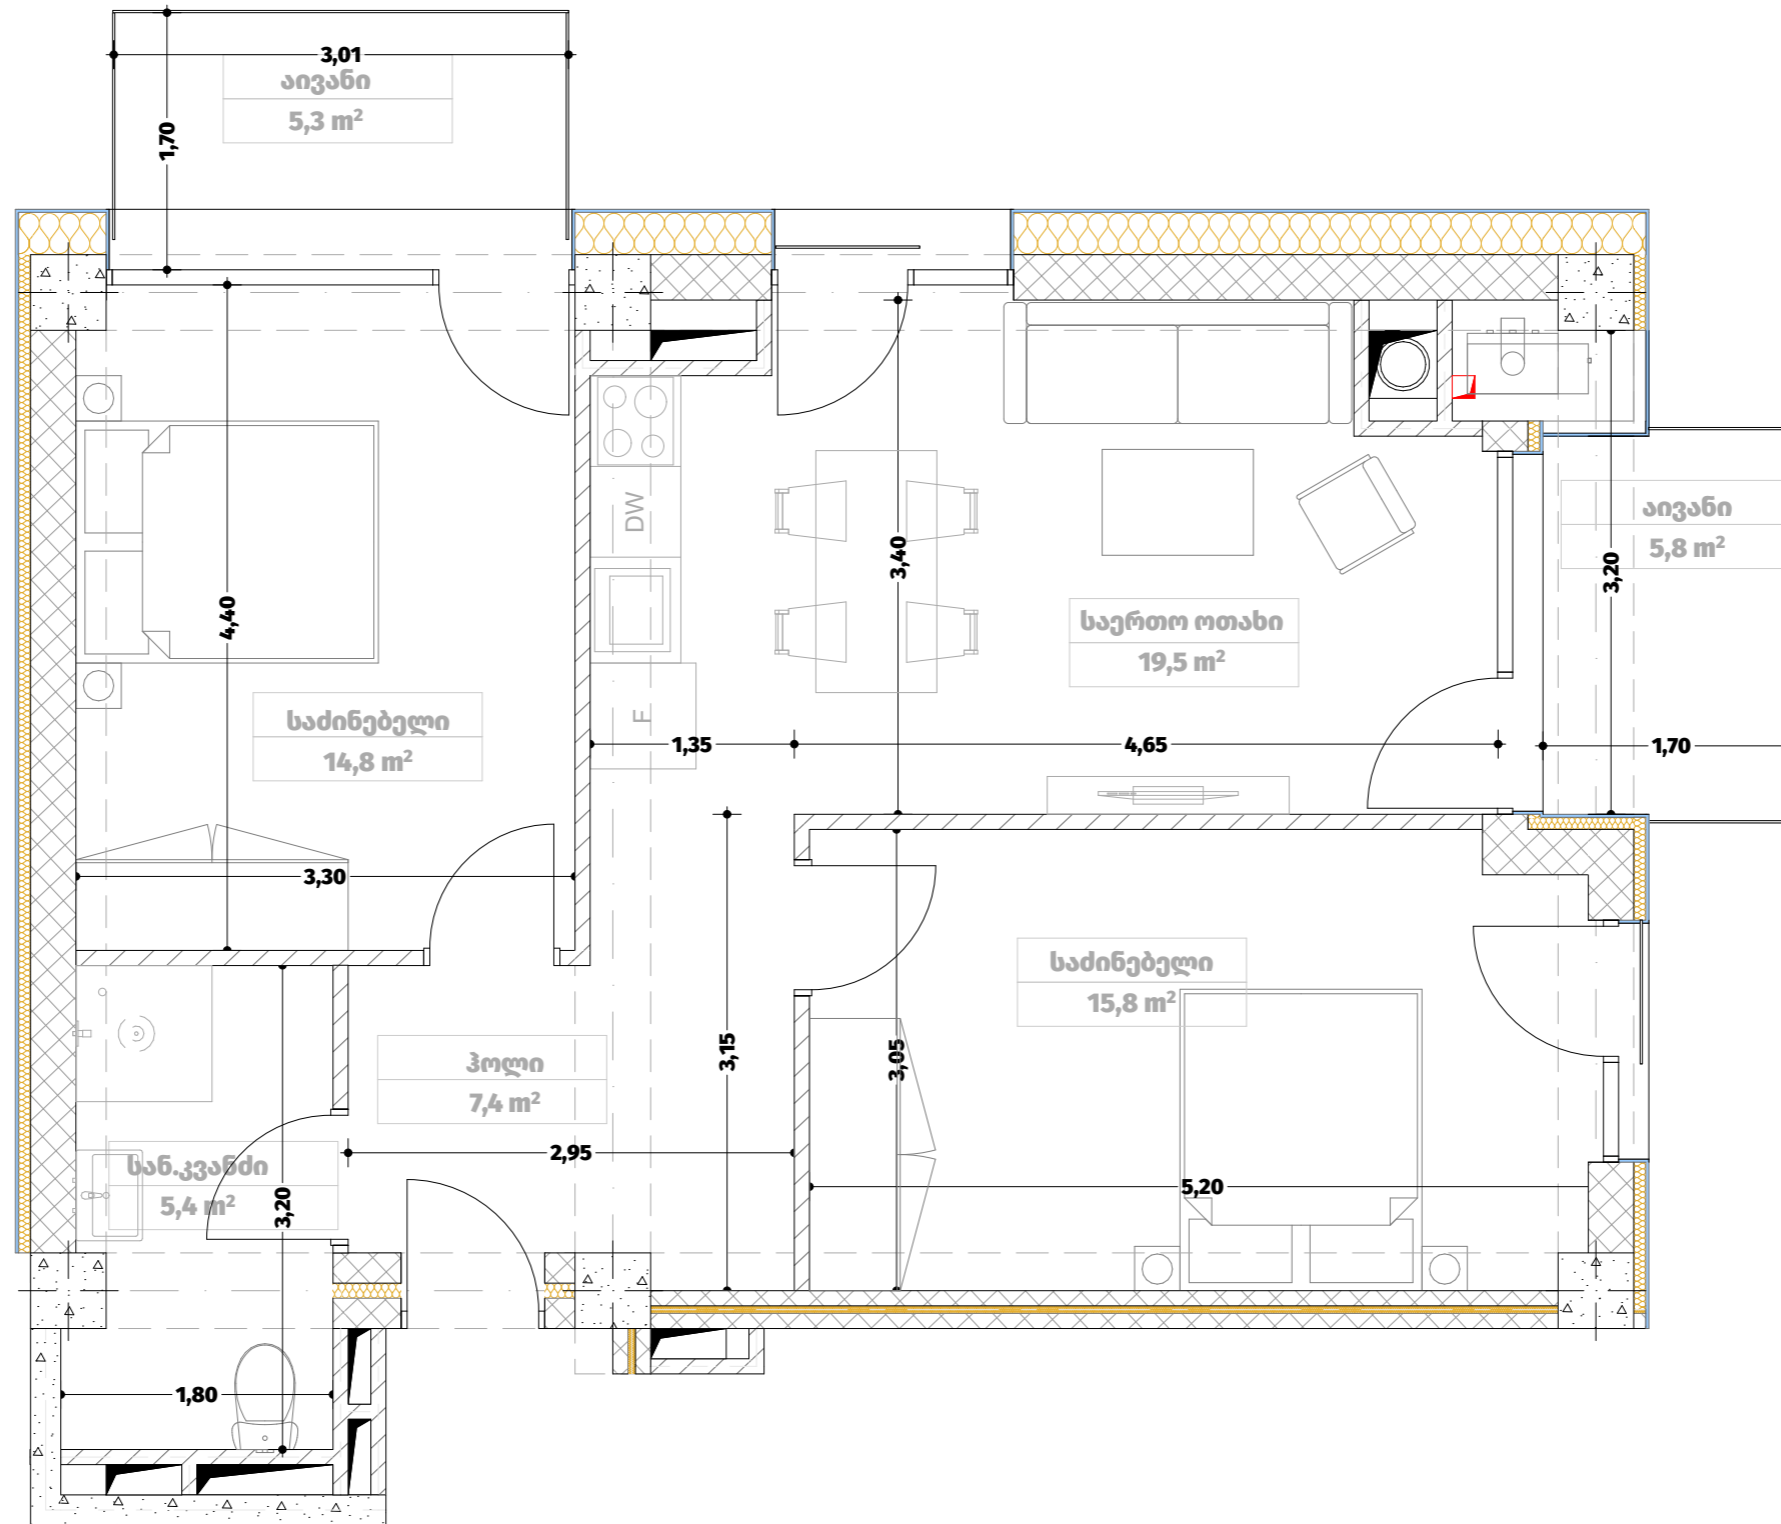 3,01
აივანი
5,3 m²
1,70
4,40
DW
3,40
აივანი
5,8 m²
3,20
საერთო ოთახი
19,5 m²
F
საძინებელი
14,8 m²
1,35
4,65
1,70
3,30
საძინებელი
15,8 m²
3,15
3,05
ჰოლი
7,4 m²
2,95
სან.კვანძი
5,4 m²
3,20
5,20
1,80